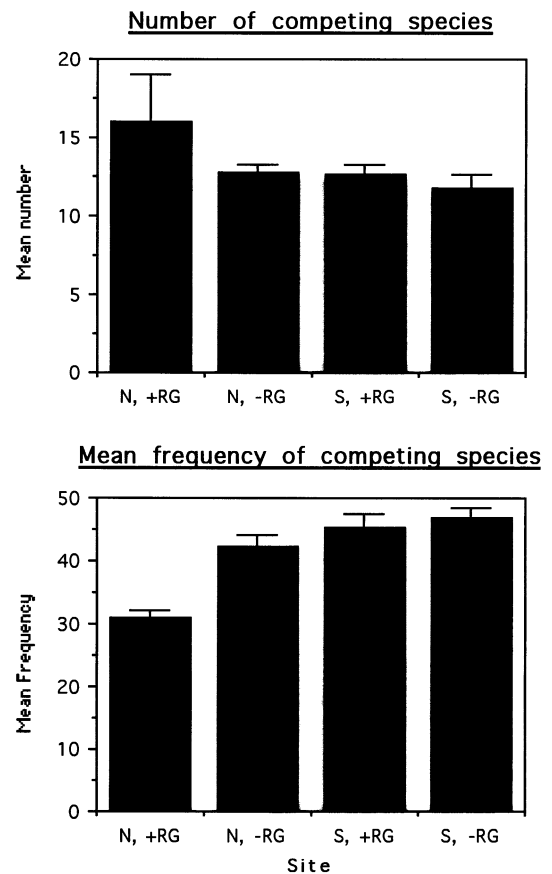 Number of competing species
20
15
10
5
0
Mean number
N, +RG N, -RG S, +RG S, -RG
Mean frequency of competing species
50
40
30
20
10
0
Mean Frequency
N, +RG N, -RG S, +RG S, -RG
Site